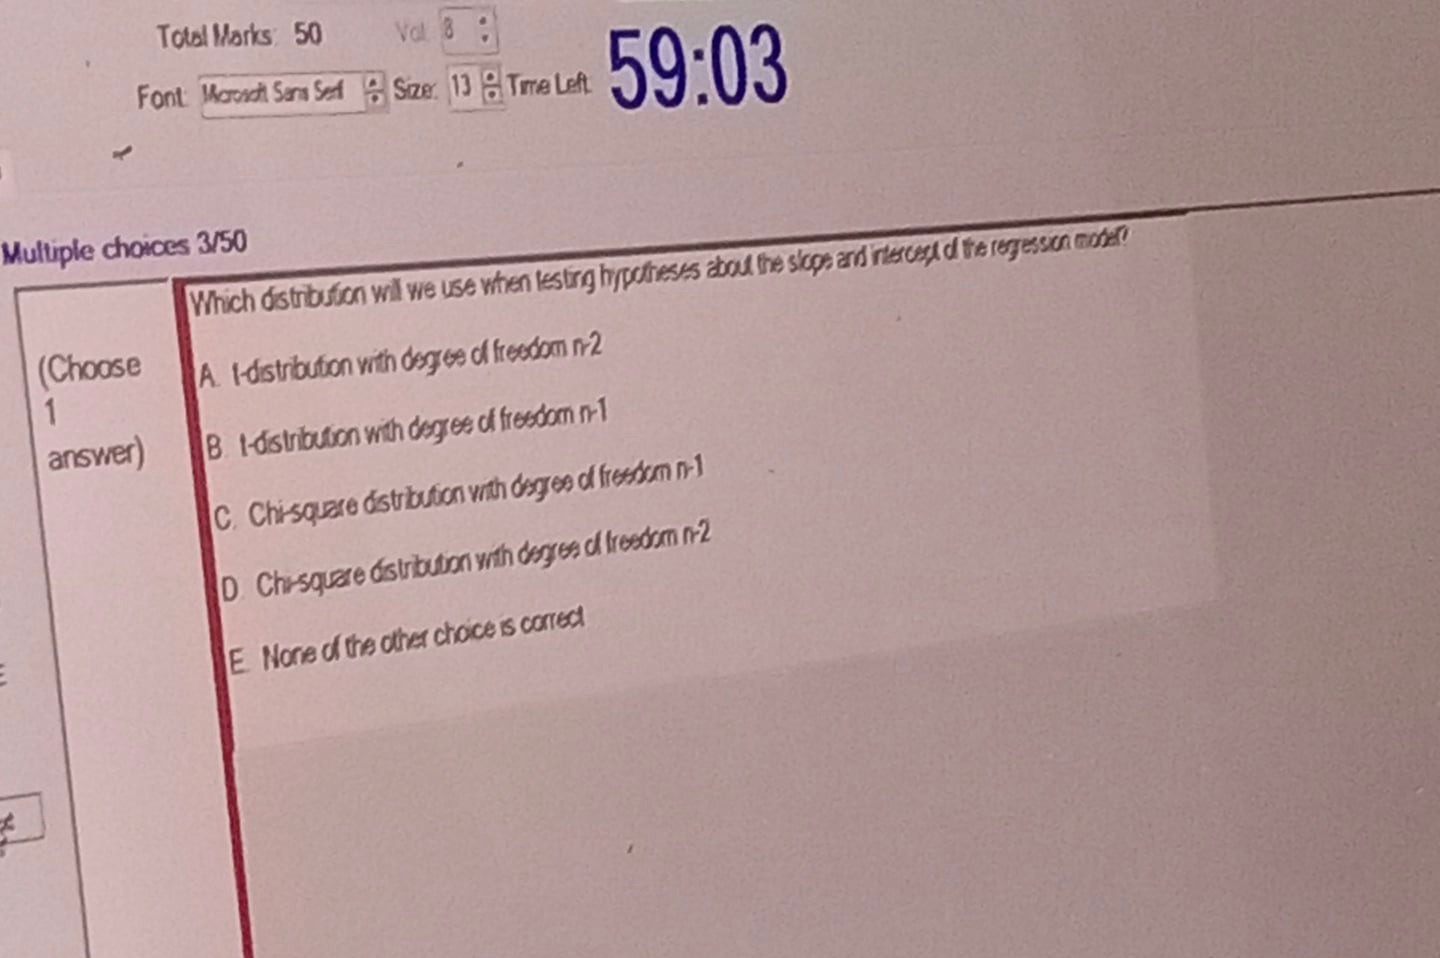 Total Marks: 50 Vol: 8
Font: Microsoft Sans Serif Size: 13 Time Left: 59:03
Multiple choices 3/50
(Choose
1
answer)
Which distribution will we use when testing hypotheses about the slope and intercept of the regression model?
A. t-distribution with degree of freedom n-2
B. t-distribution with degree of freedom n-1
C. Chi-square distribution with degree of freedom n-1
D. Chi-square distribution with degree of freedom n-2
E. None of the other choice is correct